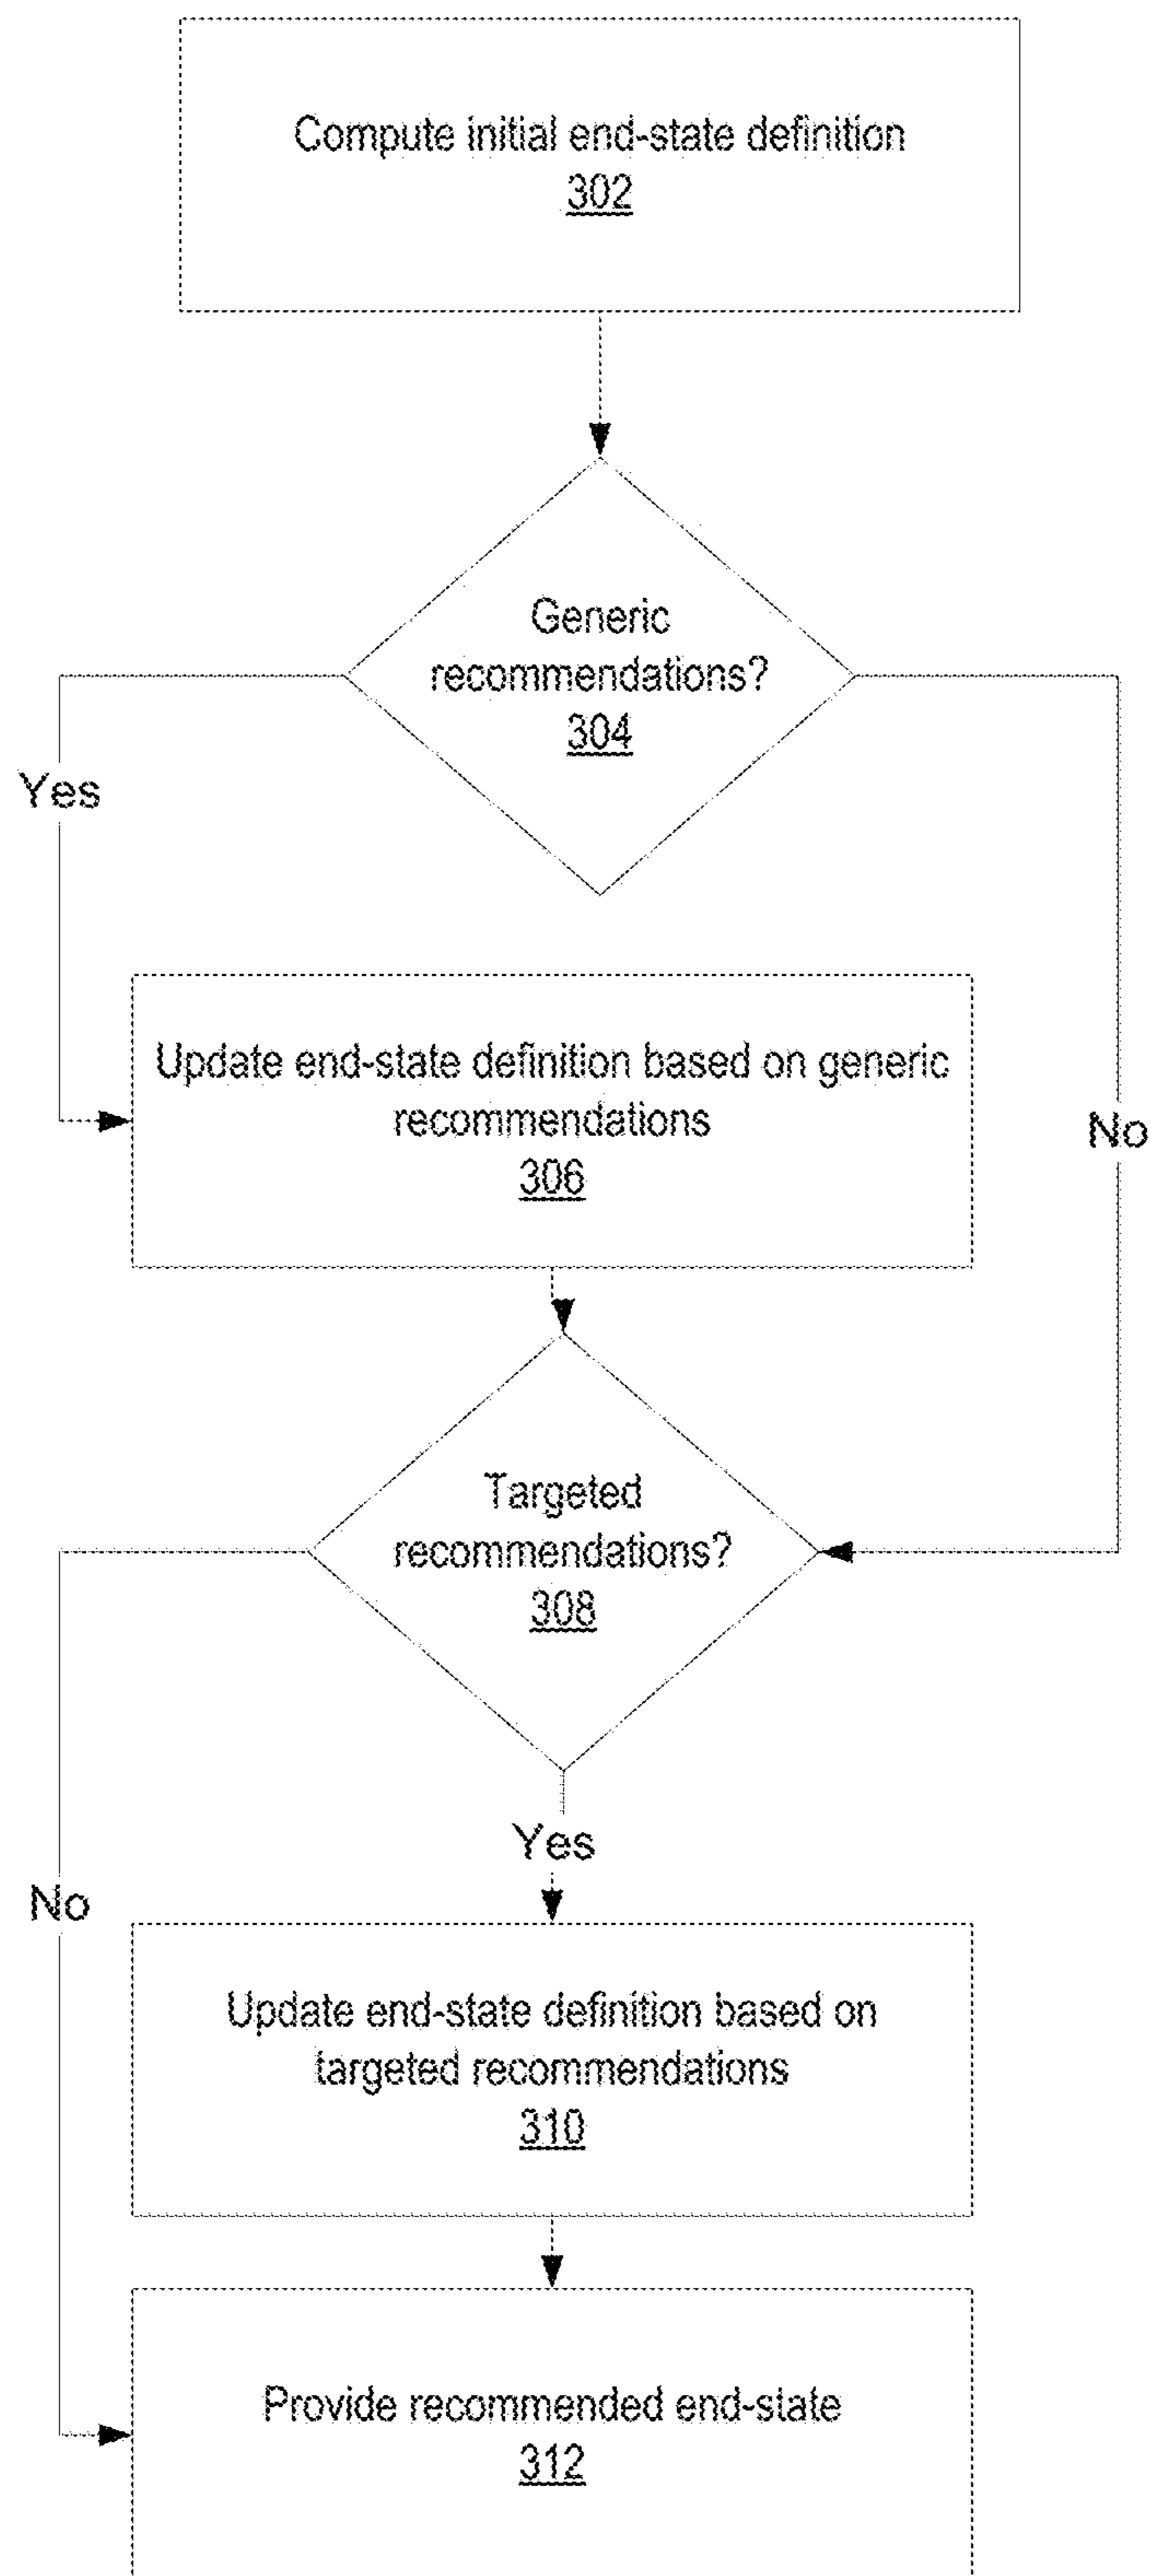 Compute initial end-state definition
302
Generic
recommendations?
304
Yes
Update end-state definition based on generic
recommendations
306
No
Targeted
recommendations?
308
Yes
No
Update end-state definition based on
targeted recommendations
310
Provide recommended end-state
312